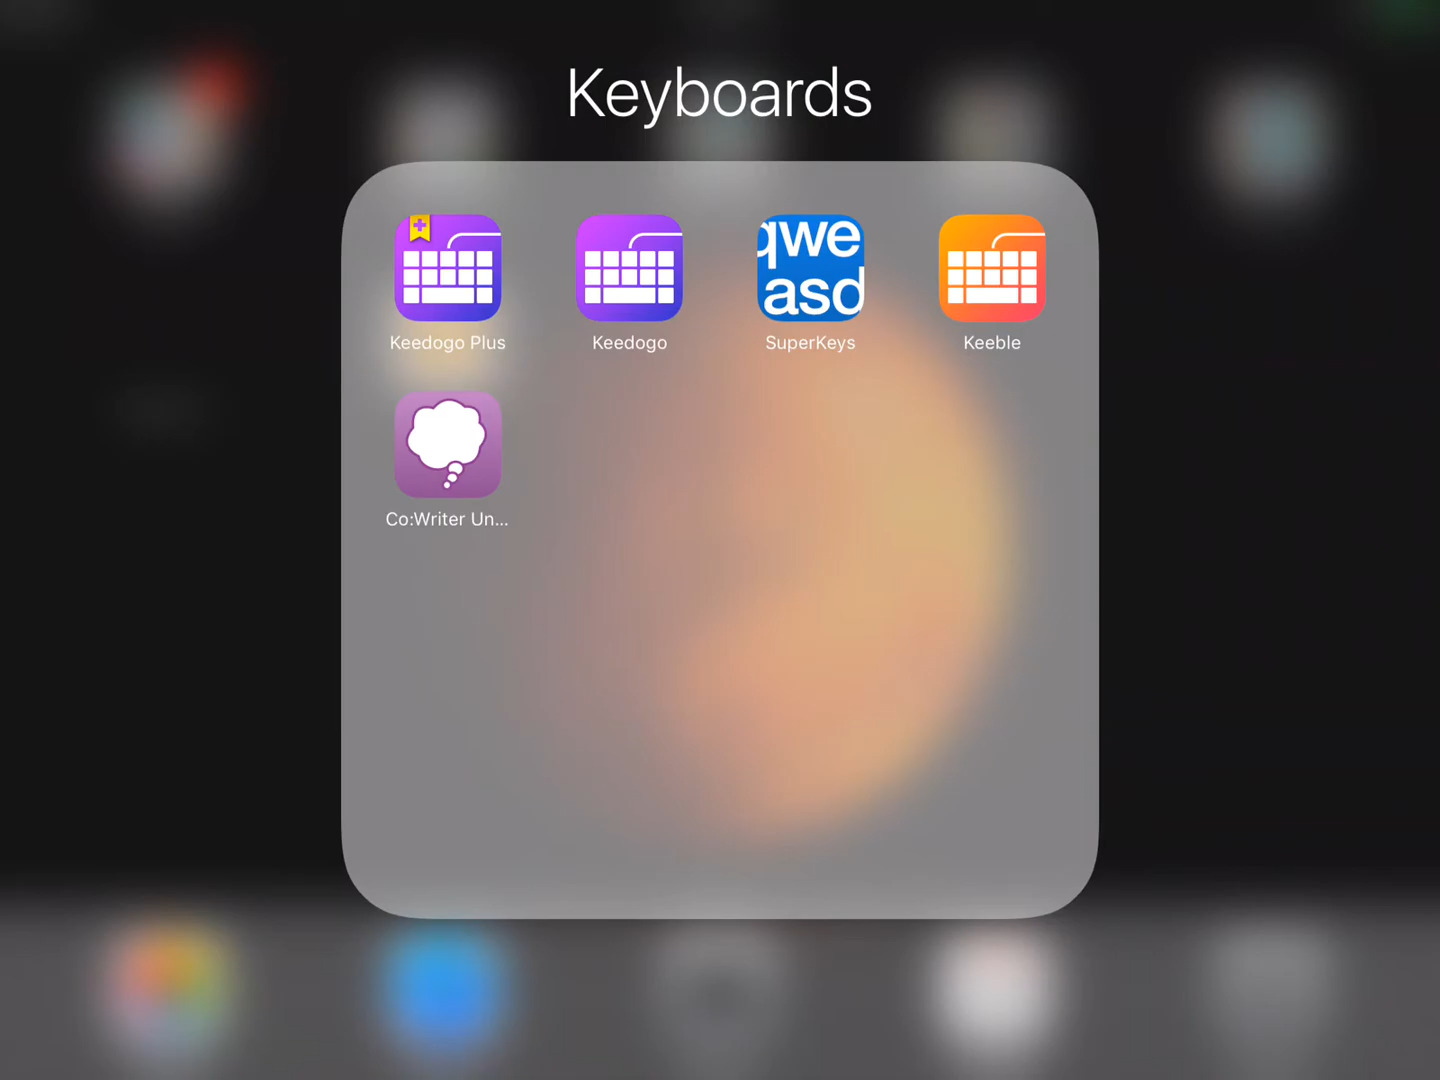 Keyboards
Keedogo Plus
Keedogo
qwe
asd
SuperKeys
Keeble
Co:Writer Un...